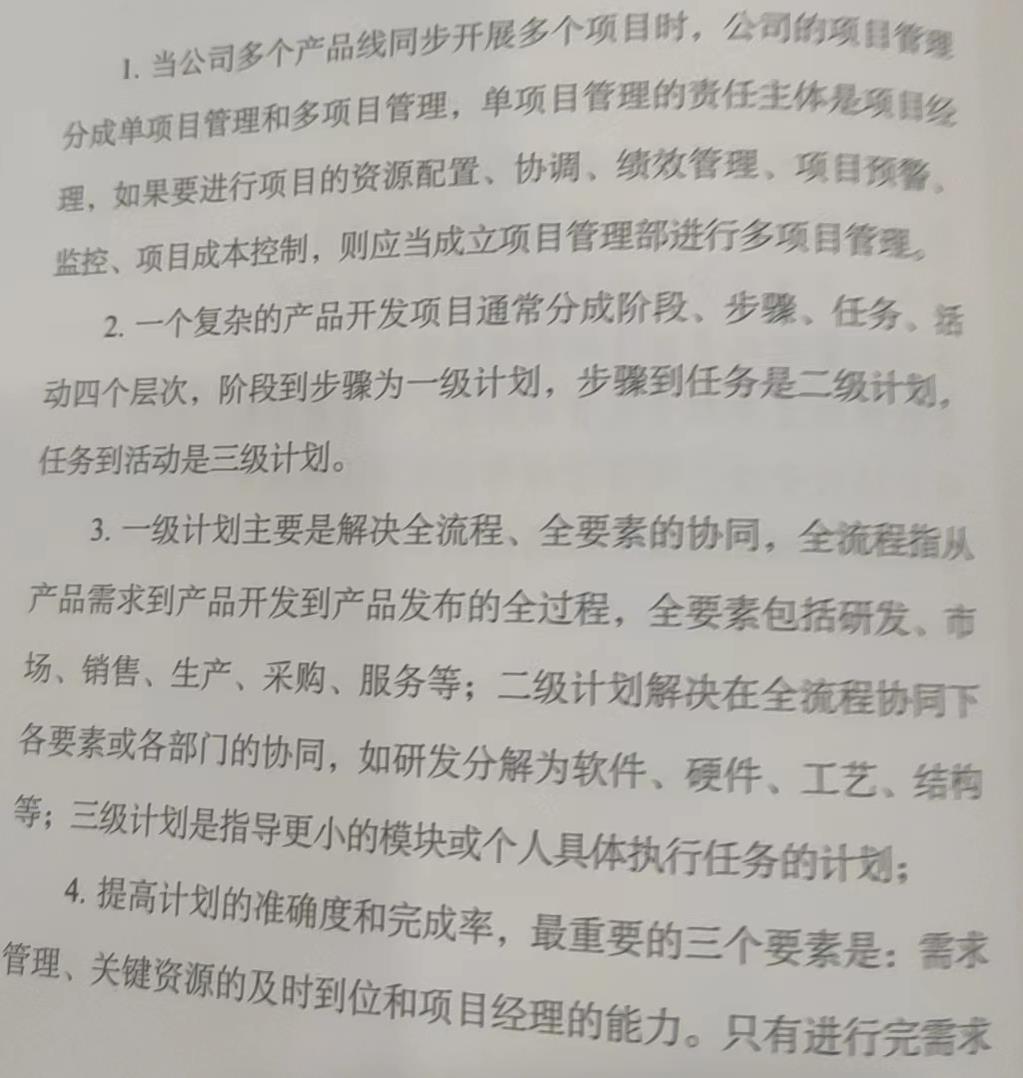 1. 当公司多个产品线同步开展多个项目时，公司的项目管理
分成单项目管理和多项目管理，单项目管理的责任主体是项目经
理，如果要进行项目的资源配置、协调、绩效管理、项目预警、
监控、项目成本控制，则应当成立项目管理部进行多项目管理。
2. 一个复杂的产品开发项目通常分成阶段、步骤、任务、活
动四个层次，阶段到步骤为一级计划，步骤到任务是二级计划，
任务到活动是三级计划。
3. 一级计划主要是解决全流程、全要素的协同，全流程指从
产品需求到产品开发到产品发布的全过程，全要素包括研发、市
场、销售、生产、采购、服务等；二级计划解决在全流程协同下
各要素或各部门的协同，如研发分解为软件、硬件、工艺、结构
等；三级计划是指导更小的模块或个人具体执行任务的计划；
4. 提高计划的准确度和完成率，最重要的三个要素是：需求
管理、关键资源的及时到位和项目经理的能力。只有进行完需求